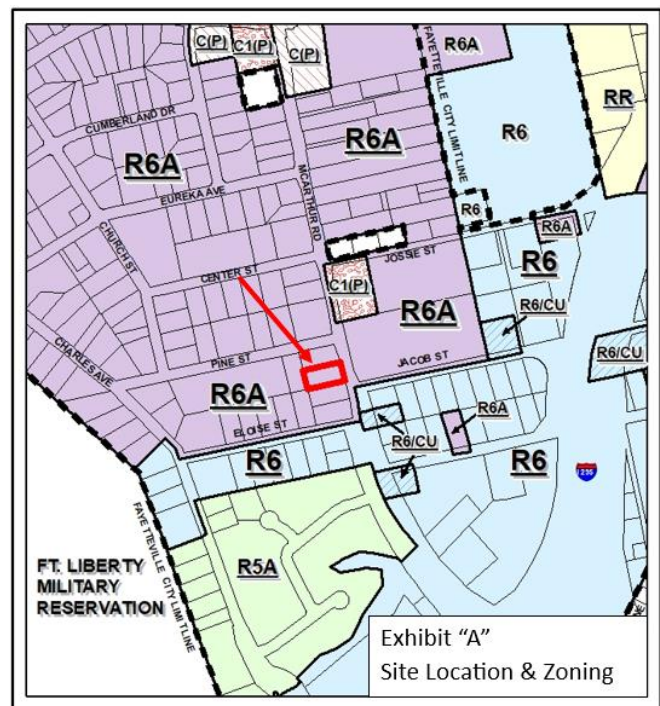 C(P)
C1(P)
C(P)
R6A
FAYETTEVILLE CITY LIMIT LINE
RR
R6
CUMBERLAND DR
R6A
R6A
MCARTHUR RD
EUREKA AVE
R6
R6A
CHURCH ST
JOSSIE ST
R6
CENTER ST
C1(P)
R6A
R6/CU
R6/CU
CHARLES AVE
PINE ST
JACOB ST
R6A
ELOISE ST
R6A
R6/CU
R6
R6
295
FAYETTEVILLE CITY LIMIT LINE
R5A
FT. LIBERTY
MILITARY
RESERVATION
Exhibit “A”
Site Location & Zoning